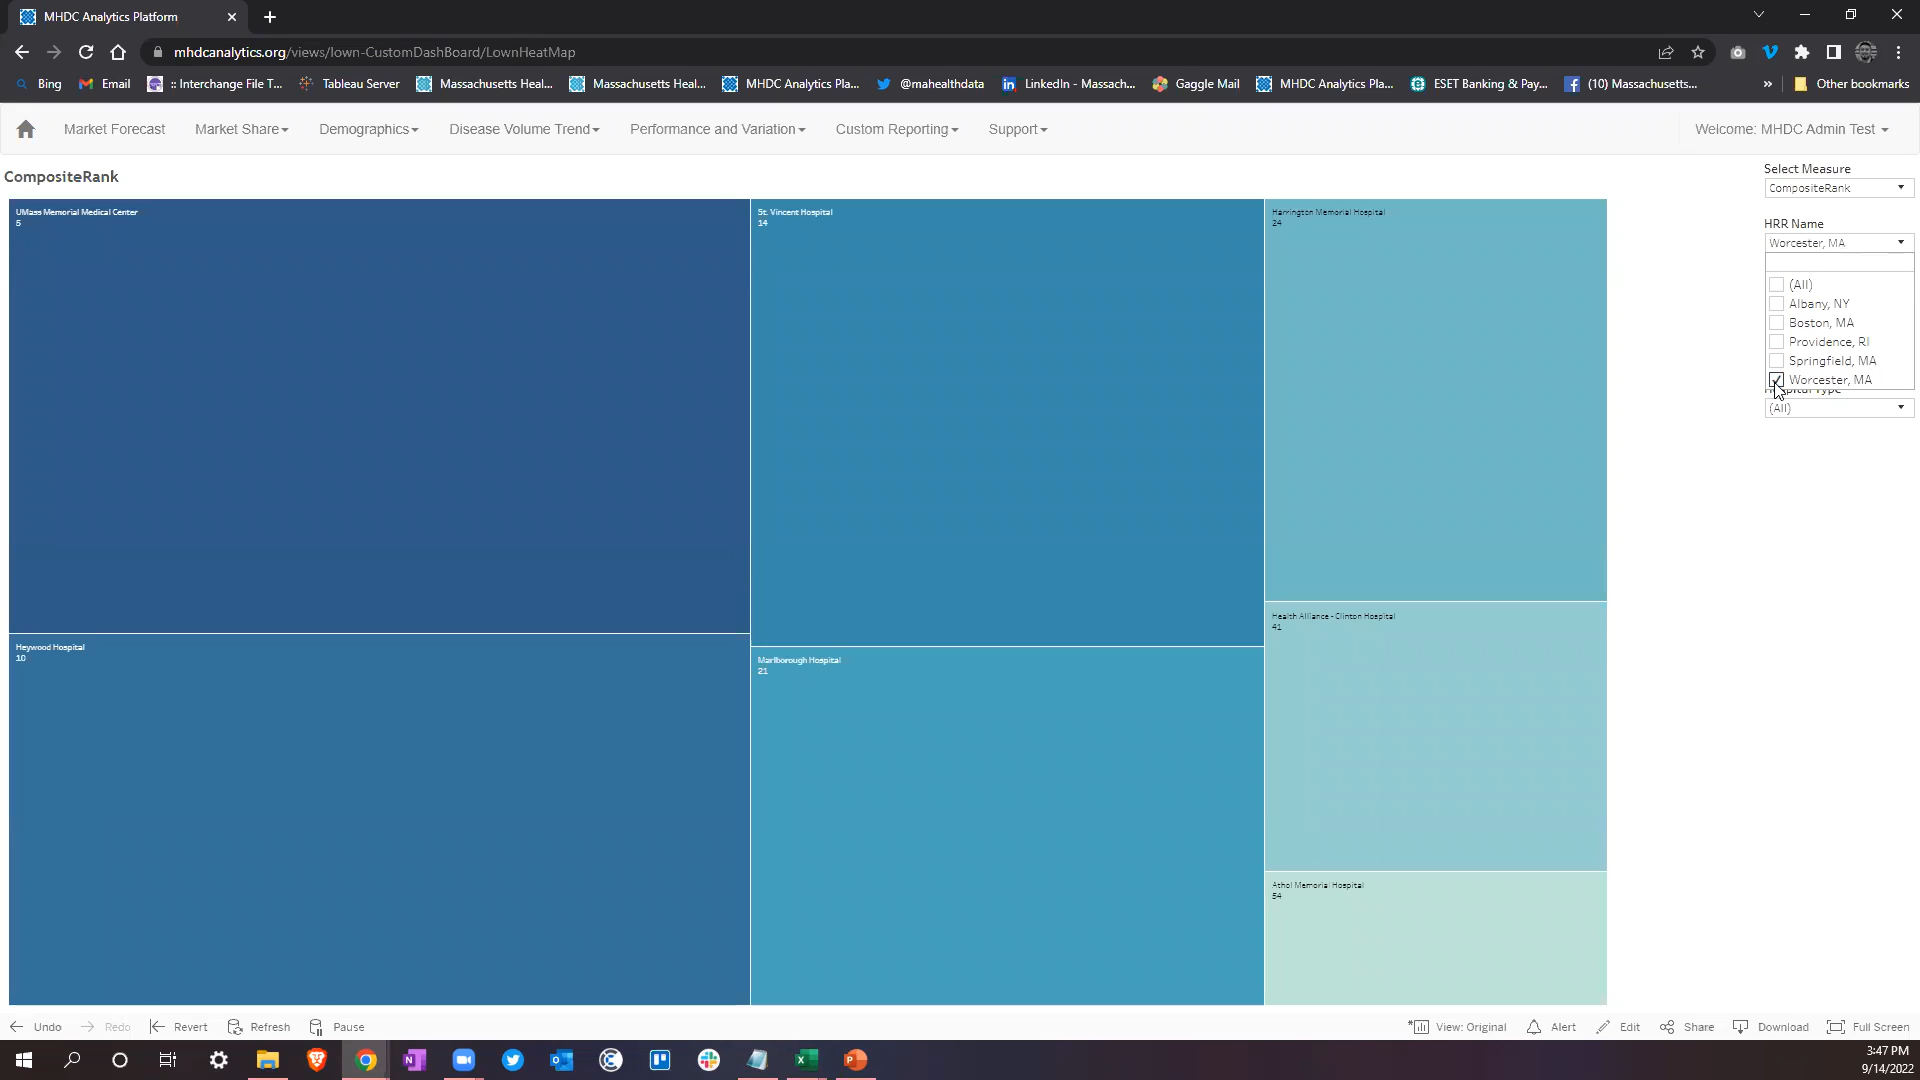 MHDC Analytics Platform
mhdcanalytics.org/views/lown-CustomDashBoard/LownHeatMap
Bing
Email
:: Interchange File T...
Tableau Server
Massachusetts Heal...
Massachusetts Heal...
MHDC Analytics Pla...
@mahealthdata
LinkedIn - Massach...
Gaggle Mail
MHDC Analytics Pla...
ESET Banking & Pay...
(10) Massachusetts...
»
Other bookmarks
Market Forecast
Market Share
Demographics
Disease Volume Trend
Performance and Variation
Custom Reporting
Support
Welcome: MHDC Admin Test
CompositeRank
Select Measure
CompositeRank
HRR Name
Worcester, MA
(All)
Albany, NY
Boston, MA
Providence, RI
Springfield, MA
Worcester, MA
Hospital Type
(All)
UMass Memorial Medical Center
5
St. Vincent Hospital
14
Harrington Memorial Hospital
24
Health Alliance - Clinton Hospital
41
Heywood Hospital
10
Marlborough Hospital
21
Athol Memorial Hospital
54
Undo
Redo
Revert
Refresh
Pause
View: Original
Alert
Edit
Share
Download
Full Screen
3:47 PM
9/14/2022